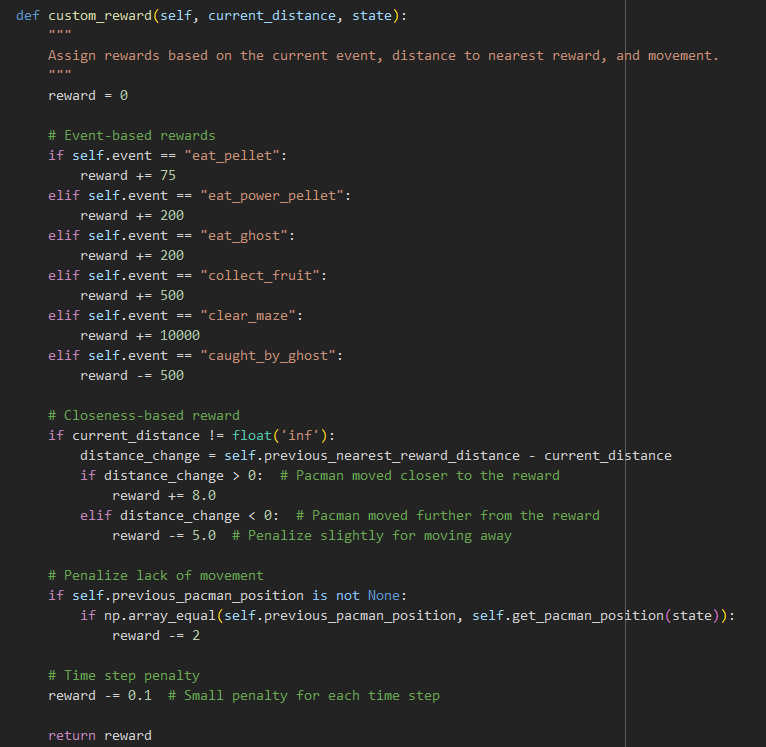 def custom_reward(self, current_distance, state):
    """
    Assign rewards based on the current event, distance to nearest reward, and movement.
    """
    reward = 0

    # Event-based rewards
    if self.event == "eat_pellet":
        reward += 75
    elif self.event == "eat_power_pellet":
        reward += 200
    elif self.event == "eat_ghost":
        reward += 200
    elif self.event == "collect_fruit":
        reward += 500
    elif self.event == "clear_maze":
        reward += 10000
    elif self.event == "caught_by_ghost":
        reward -= 500

    # Closeness-based reward
    if current_distance != float('inf'):
        distance_change = self.previous_nearest_reward_distance - current_distance
        if distance_change > 0:  # Pacman moved closer to the reward
            reward += 8.0
        elif distance_change < 0:  # Pacman moved further from the reward
            reward -= 5.0  # Penalize slightly for moving away

    # Penalize lack of movement
    if self.previous_pacman_position is not None:
        if np.array_equal(self.previous_pacman_position, self.get_pacman_position(state)):
            reward -= 2

    # Time step penalty
    reward -= 0.1  # Small penalty for each time step

    return reward